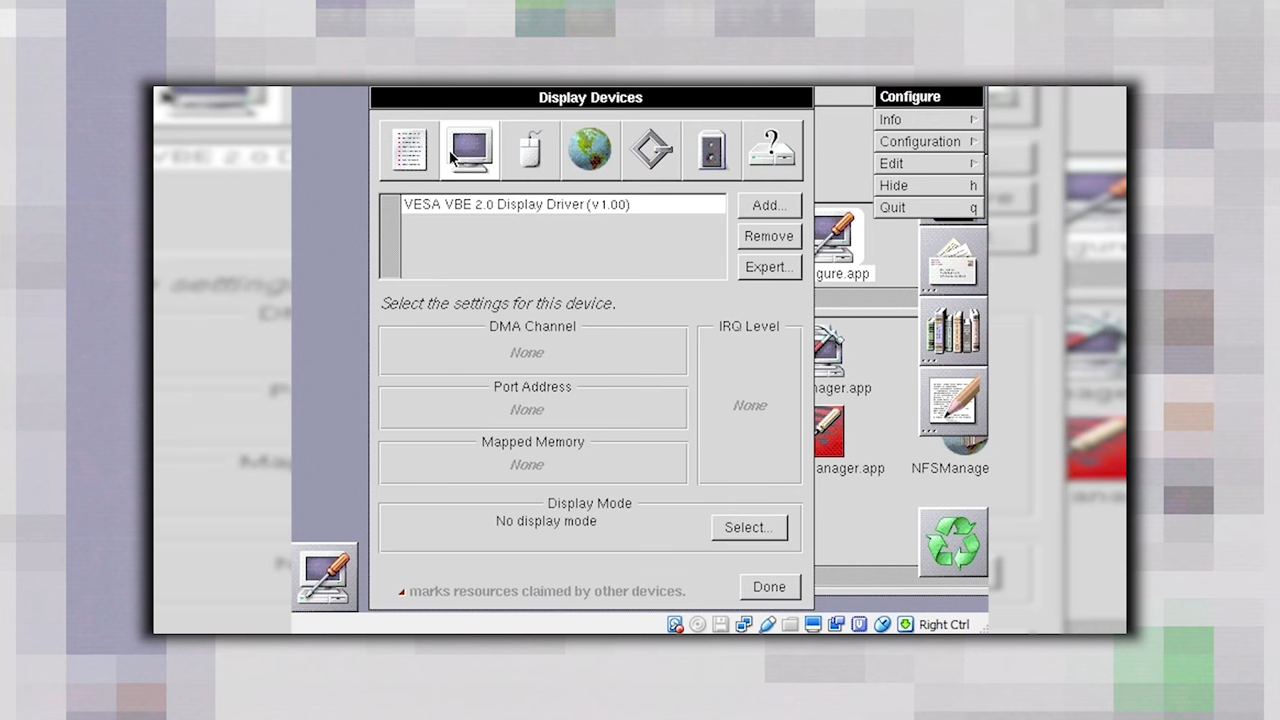 Display Devices
Configure
Info
Configuration
Edit
Hide h
Quit q
VESA VBE 2.0 Display Driver (v1.00)
Add...
Remove
Expert...
gure.app
Select the settings for this device.
DMA Channel
None
IRQ Level
None
Port Address
None
Mapped Memory
None
nager.app
anager.app
NFSManage
Display Mode
No display mode
Select...
marks resources claimed by other devices.
Done
Right Ctrl